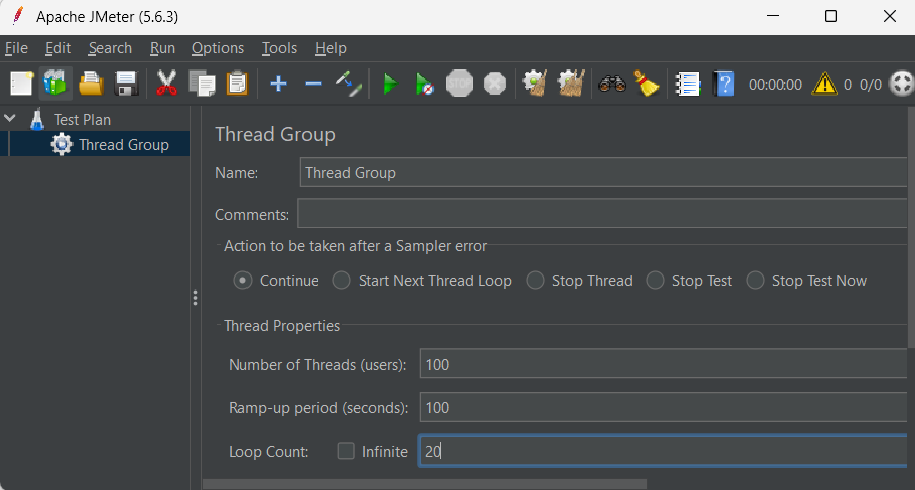 Apache JMeter (5.6.3)
File Edit Search Run Options Tools Help
STOP ? 00:00:00 0 0/0
Test Plan
Thread Group
Thread Group
Name: Thread Group
Comments:
Action to be taken after a Sampler error
Continue Start Next Thread Loop Stop Thread Stop Test Stop Test Now
Thread Properties
Number of Threads (users): 100
Ramp-up period (seconds): 100
Loop Count: Infinite 20